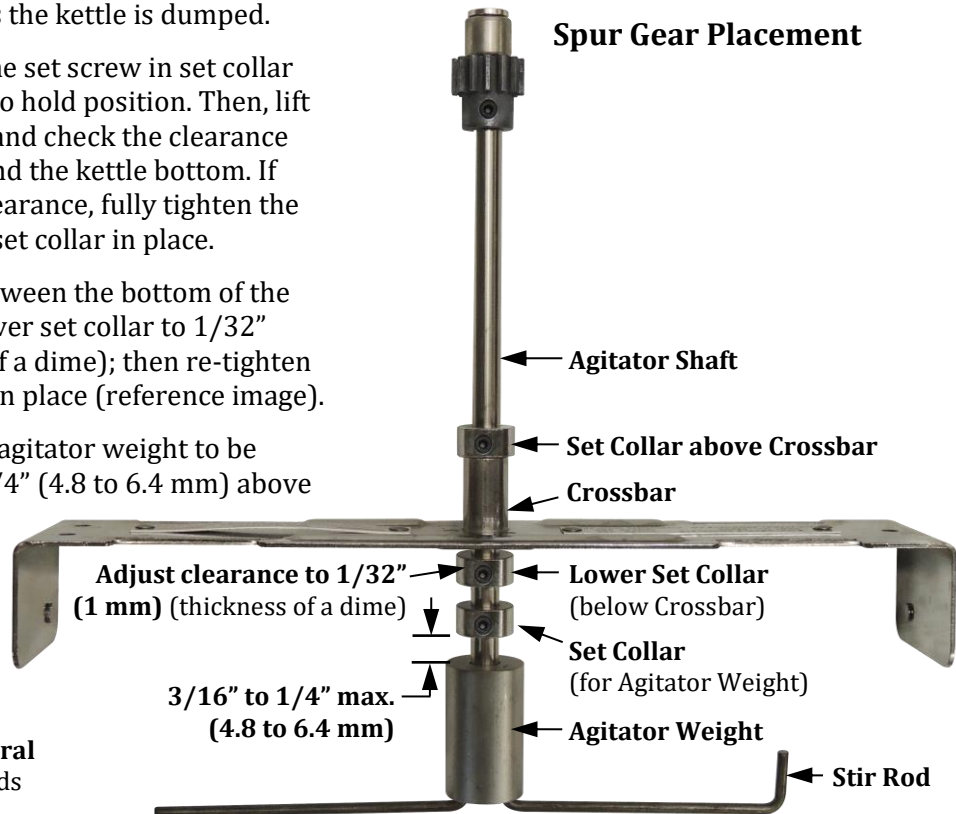 s the kettle is dumped.
Spur Gear Placement
he set screw in set collar
o hold position. Then, lift
and check the clearance
nd the kettle bottom. If
earance, fully tighten the
set collar in place.
tween the bottom of the
wer set collar to 1/32”
f a dime); then re-tighten
n place (reference image).
agitator weight to be
/4” (4.8 to 6.4 mm) above
Agitator Shaft
Set Collar above Crossbar
Crossbar
Adjust clearance to 1/32”
(1 mm) (thickness of a dime)
Lower Set Collar
(below Crossbar)
Set Collar
(for Agitator Weight)
3/16” to 1/4” max.
(4.8 to 6.4 mm)
Agitator Weight
Stir Rod
ral
ds